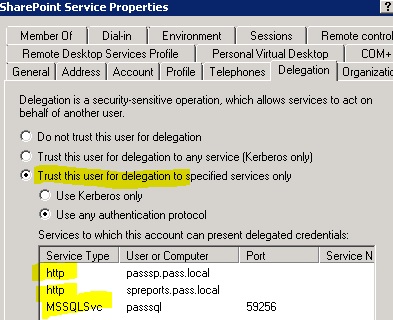 SharePoint Service Properties
?
Member Of Dial-in Environment Sessions Remote control
Remote Desktop Services Profile Personal Virtual Desktop COM+
General Address Account Profile Telephones Delegation Organizatio
Delegation is a security-sensitive operation, which allows services to act on
behalf of another user.
Do not trust this user for delegation
Trust this user for delegation to any service (Kerberos only)
Trust this user for delegation to specified services only
Use Kerberos only
Use any authentication protocol
Services to which this account can present delegated credentials:
Service Type User or Computer Port Service N
http passsp.pass.local
http spreports.pass.local
MSSQLSvc passsql 59256